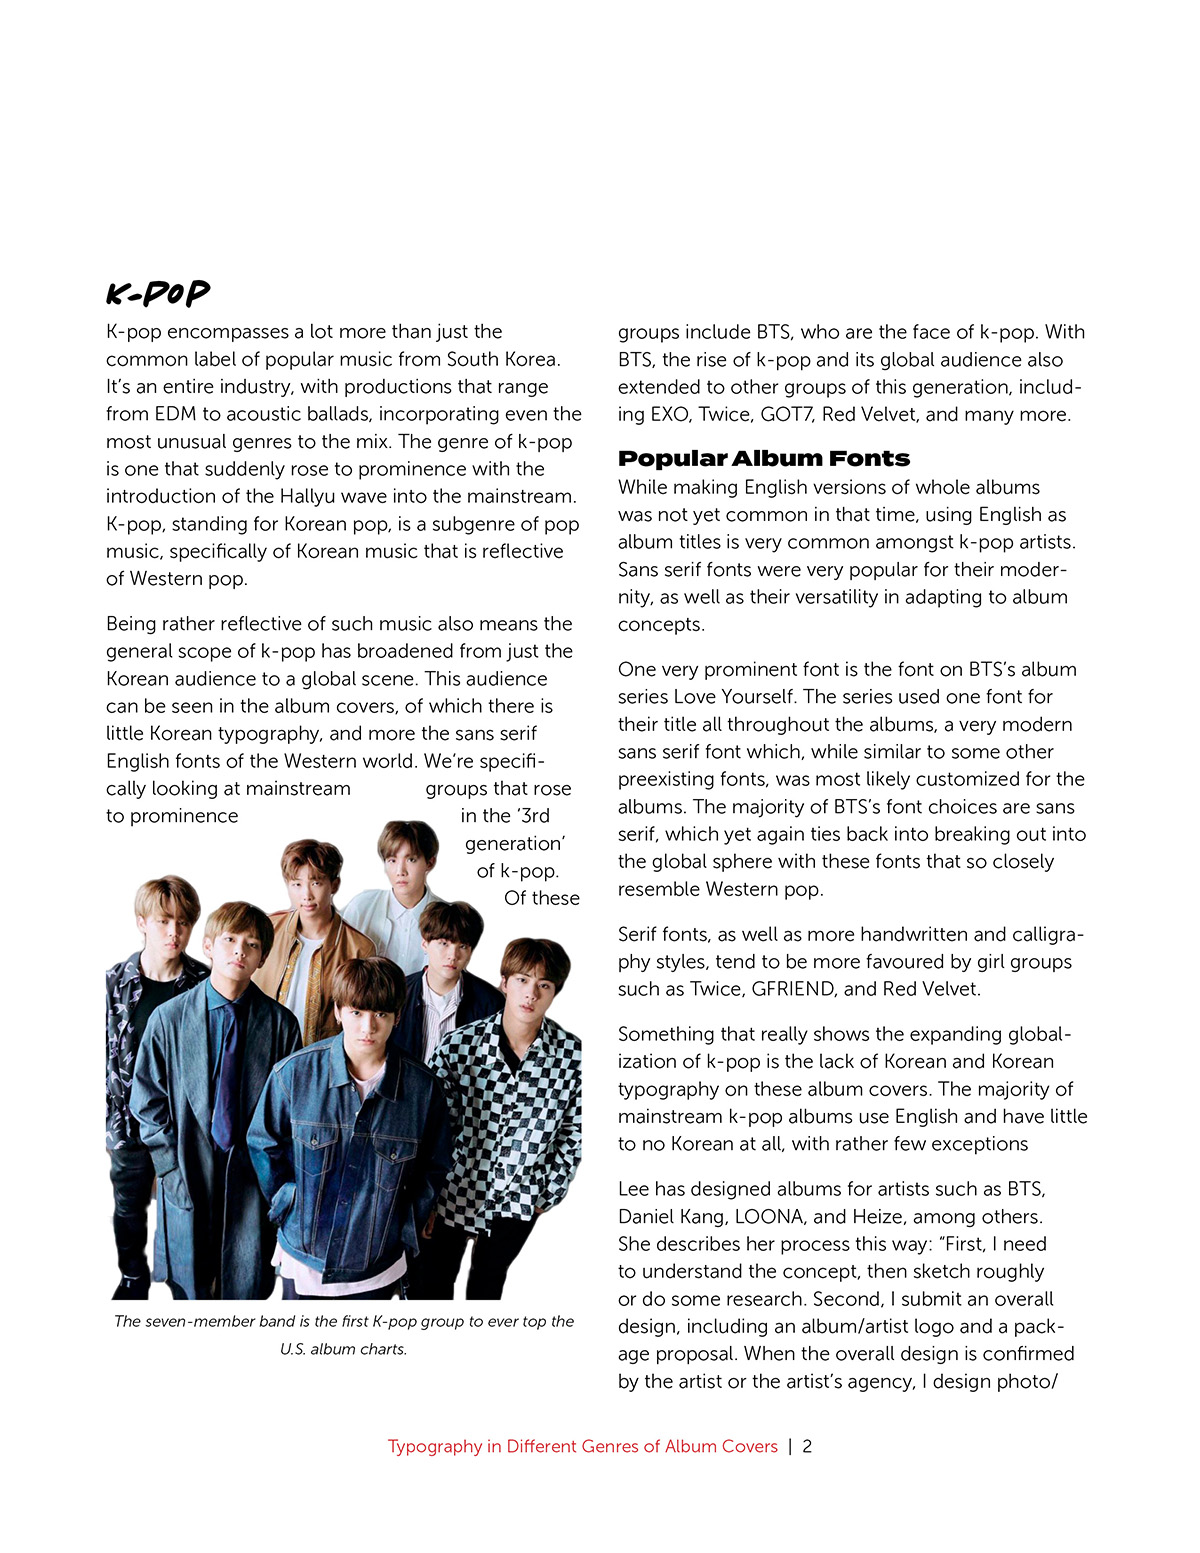 K-POP
K-pop encompasses a lot more than just the
common label of popular music from South Korea.
It's an entire industry, with productions that range
from EDM to acoustic ballads, incorporating even the
most unusual genres to the mix. The genre of k-pop
is one that suddenly rose to prominence with the
introduction of the Hallyu wave into the mainstream.
K-pop, standing for Korean pop, is a subgenre of pop
music, specifically of Korean music that is reflective
of Western pop.
Being rather reflective of such music also means the
general scope of k-pop has broadened from just the
Korean audience to a global scene. This audience
can be seen in the album covers, of which there is
little Korean typography, and more the sans serif
English fonts of the Western world. We're specifi-
cally looking at mainstream groups that rose
to prominence in the '3rd
generation'
of k-pop.
Of these
The seven-member band is the first K-pop group to ever top the
U.S. album charts.
groups include BTS, who are the face of k-pop. With
BTS, the rise of k-pop and its global audience also
extended to other groups of this generation, includ-
ing EXO, Twice, GOT7, Red Velvet, and many more.
Popular Album Fonts
While making English versions of whole albums
was not yet common in that time, using English as
album titles is very common amongst k-pop artists.
Sans serif fonts were very popular for their moder-
nity, as well as their versatility in adapting to album
concepts.
One very prominent font is the font on BTS's album
series Love Yourself. The series used one font for
their title all throughout the albums, a very modern
sans serif font which, while similar to some other
preexisting fonts, was most likely customized for the
albums. The majority of BTS's font choices are sans
serif, which yet again ties back into breaking out into
the global sphere with these fonts that so closely
resemble Western pop.
Serif fonts, as well as more handwritten and calligra-
phy styles, tend to be more favoured by girl groups
such as Twice, GFRIEND, and Red Velvet.
Something that really shows the expanding global-
ization of k-pop is the lack of Korean and Korean
typography on these album covers. The majority of
mainstream k-pop albums use English and have little
to no Korean at all, with rather few exceptions
Lee has designed albums for artists such as BTS,
Daniel Kang, LOONA, and Heize, among others.
She describes her process this way: “First, I need
to understand the concept, then sketch roughly
or do some research. Second, I submit an overall
design, including an album/artist logo and a pack-
age proposal. When the overall design is confirmed
by the artist or the artist's agency, I design photo/
Typography in Different Genres of Album Covers | 2